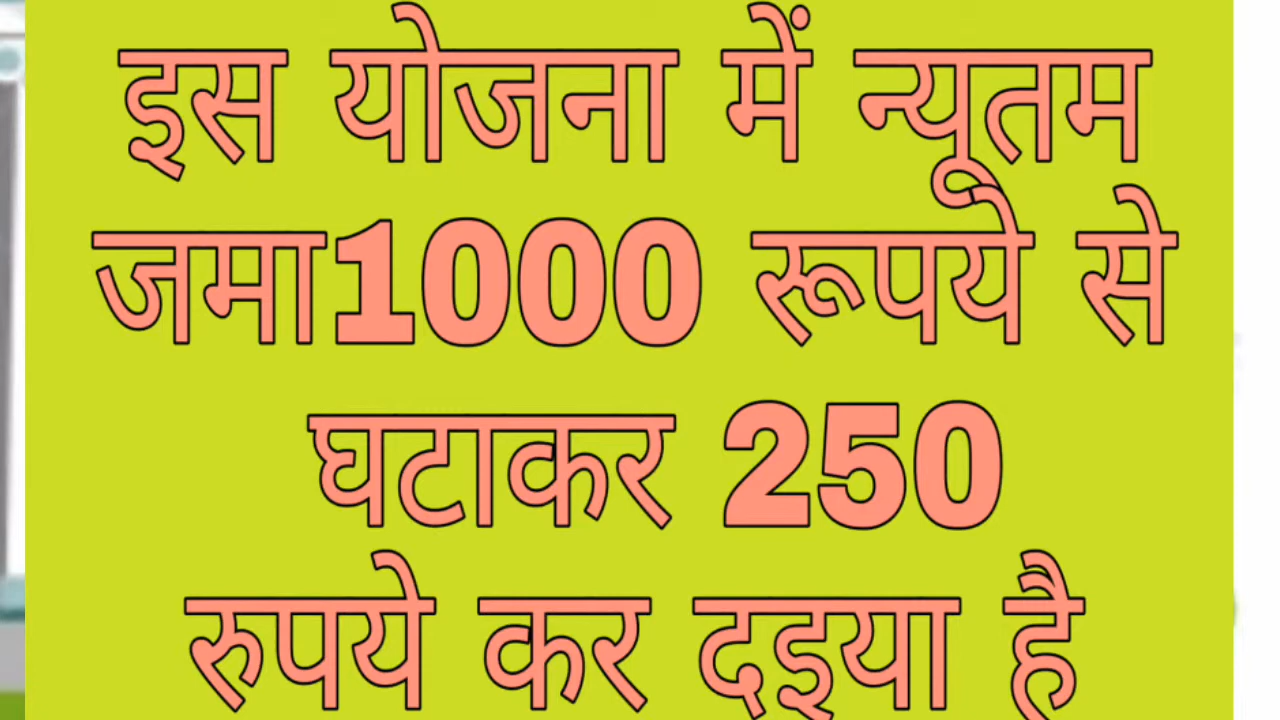 इस योजना में न्यूतम
जमा1000 रूपये से
घटाकर 250
रुपये कर दइया है